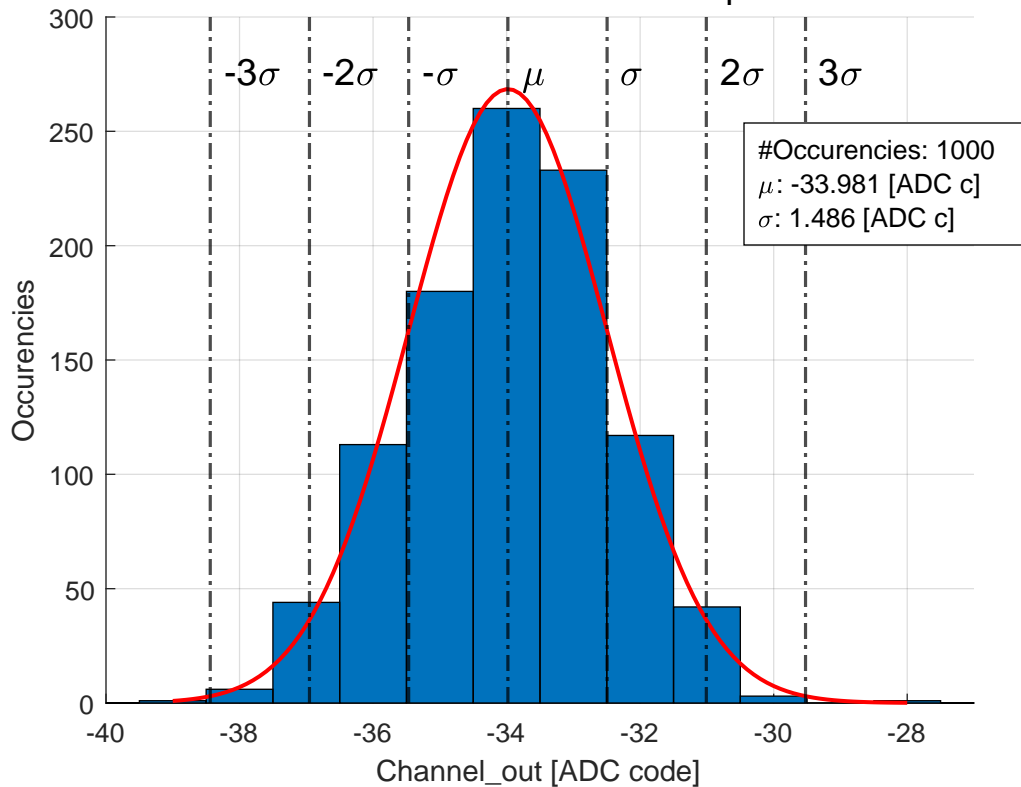 300
250
200
150
100
50
0
Occurencies
-3σ
-2σ
-σ
μ
σ
2σ
3σ
#Occurencies: 1000
μ: -33.981 [ADC c]
σ: 1.486 [ADC c]
-40
-38
-36
-34
-32
-30
-28
Channel_out [ADC code]